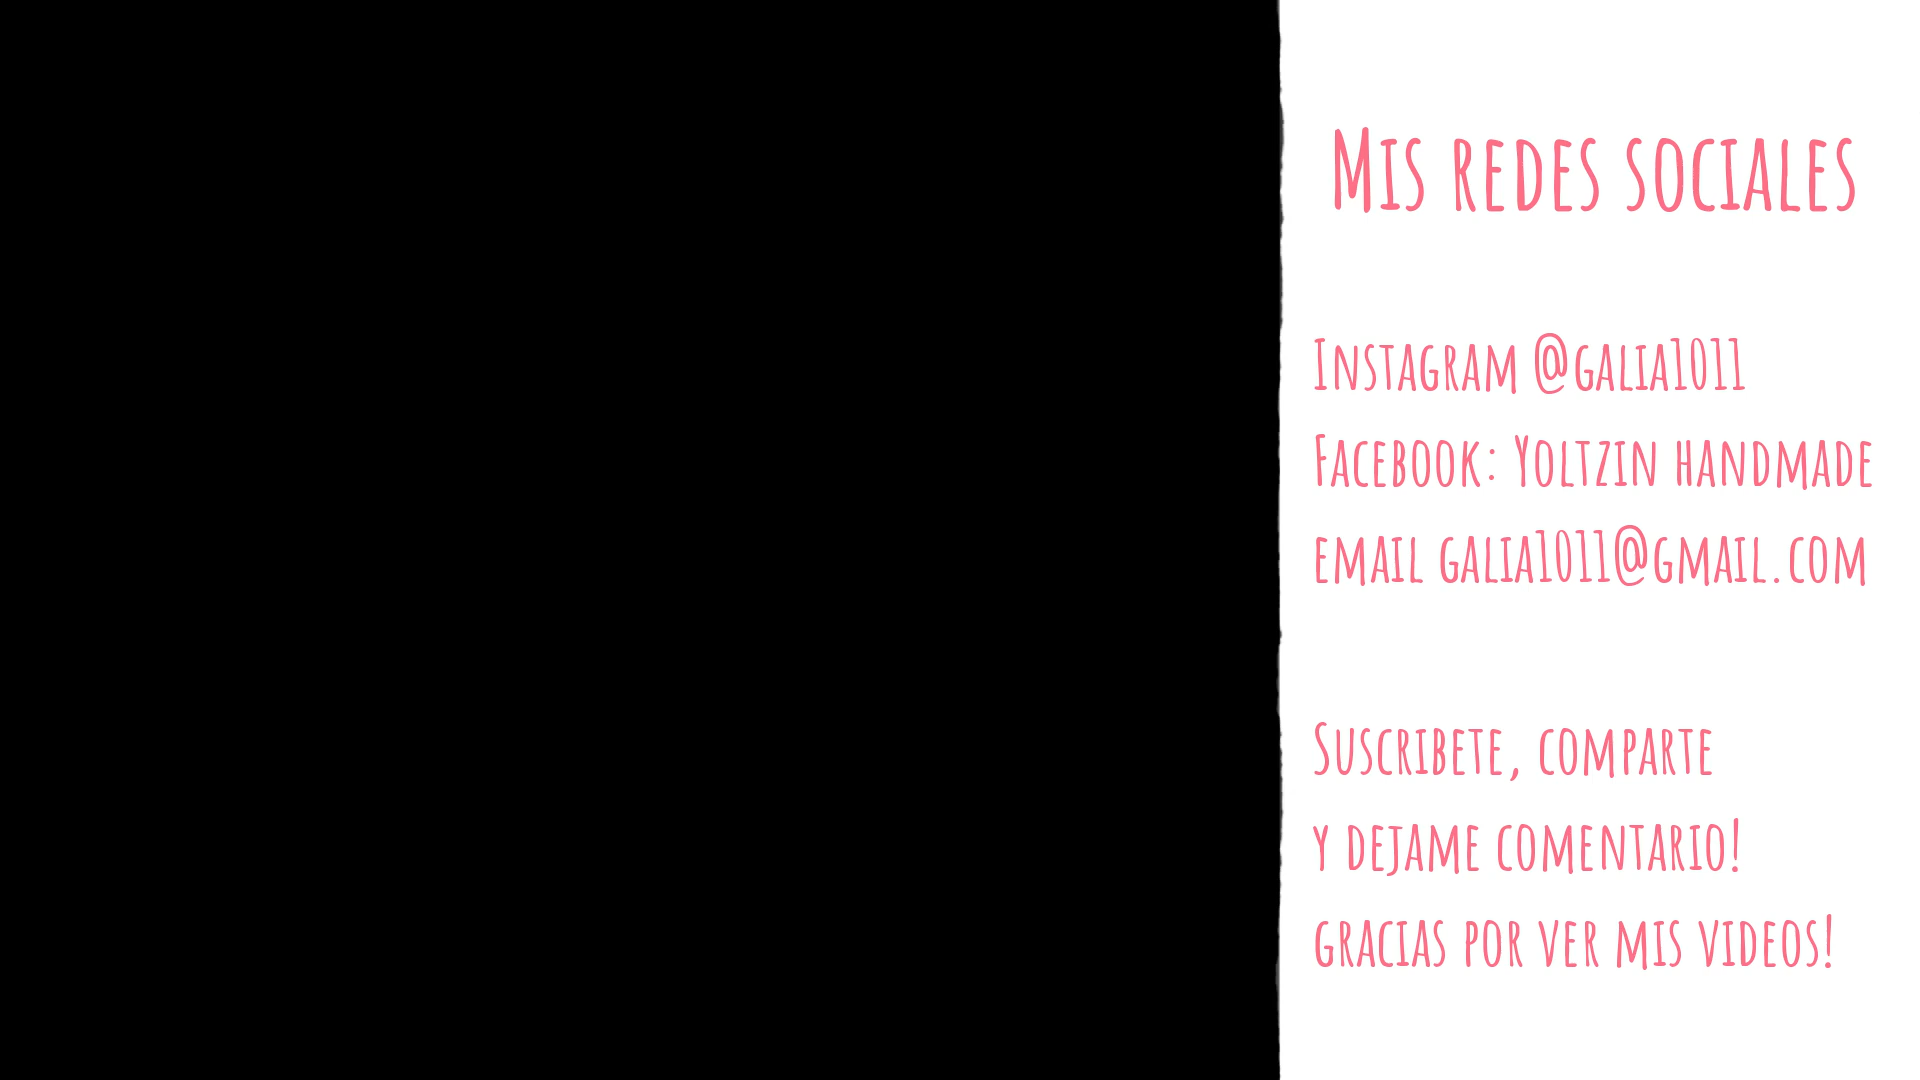 Mis redes sociales
Instagram @galia1011
Facebook: Yoltzin handmade
email galia1011@gmail.com
Suscribete, comparte
y dejame comentario!
gracias por ver mis videos!